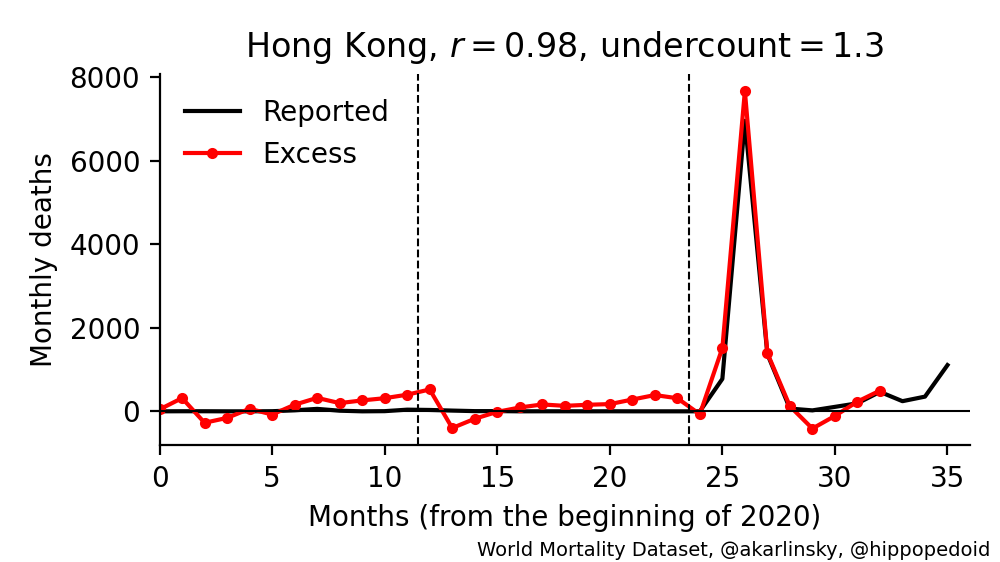 Hong Kong, r = 0.98, undercount = 1.3
8000
6000
4000
2000
0
Monthly deaths
Reported
Excess
0 5 10 15 20 25 30 35
Months (from the beginning of 2020)
World Mortality Dataset, @akarlinsky, @hippopedoid